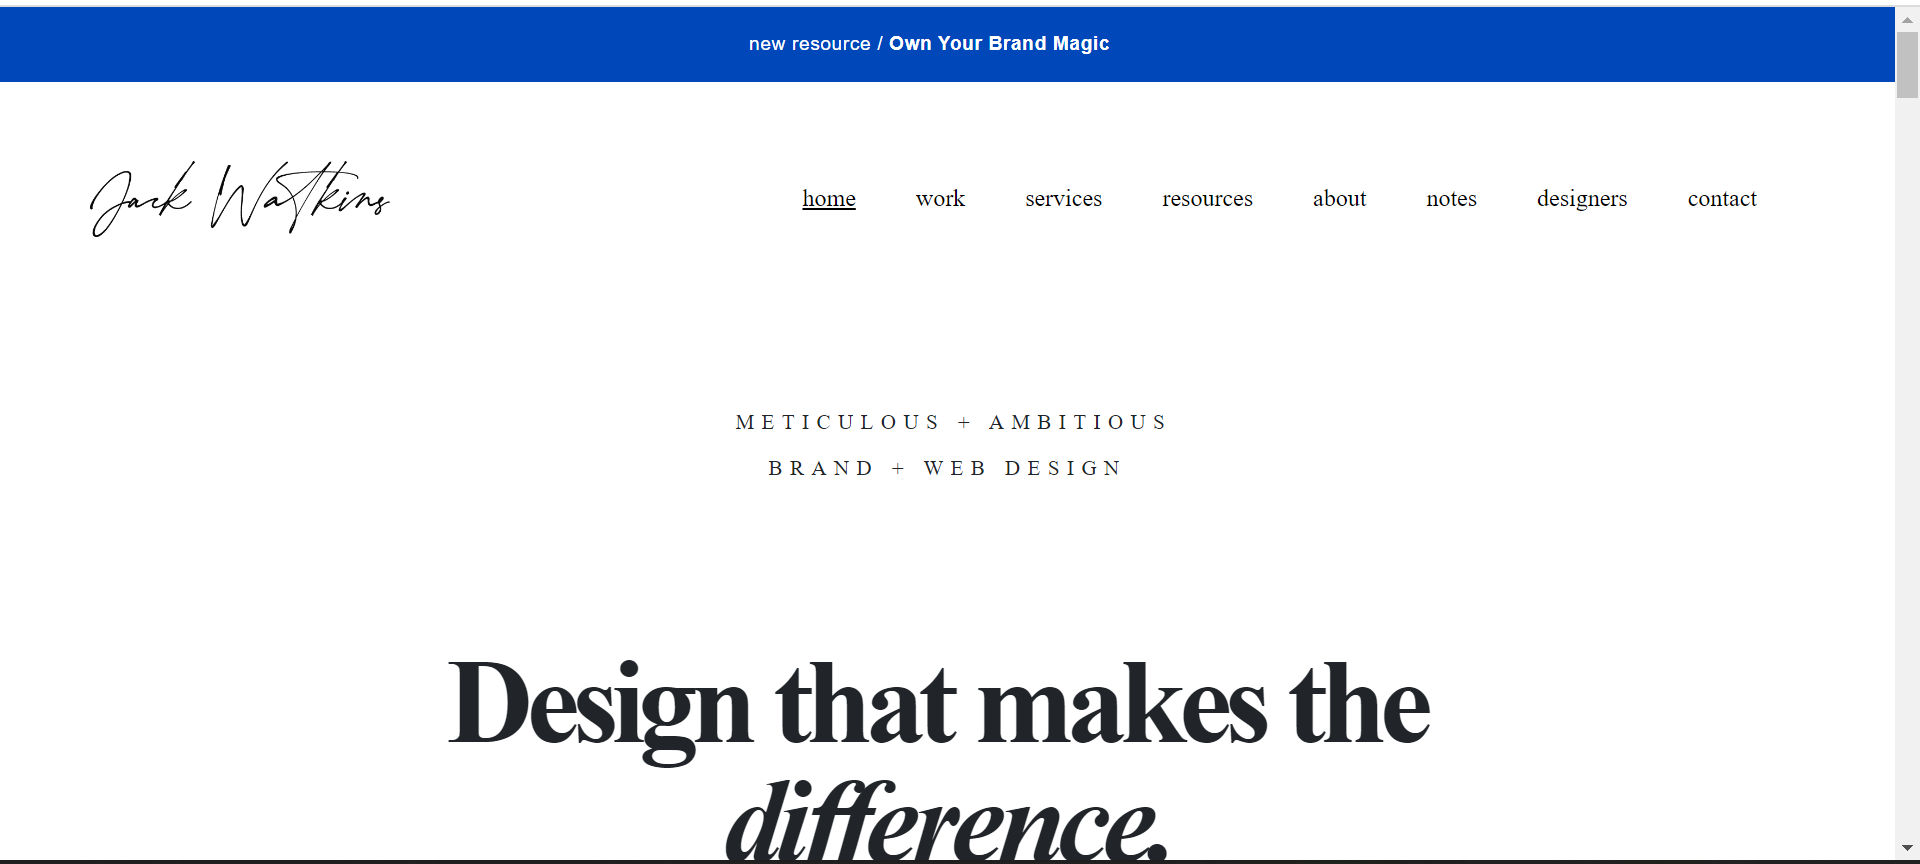 new resource / Own Your Brand Magic
Jack Watkins
home work services resources about notes designers contact
METICULOUS + AMBITIOUS
BRAND + WEB DESIGN
Design that makes the
difference.